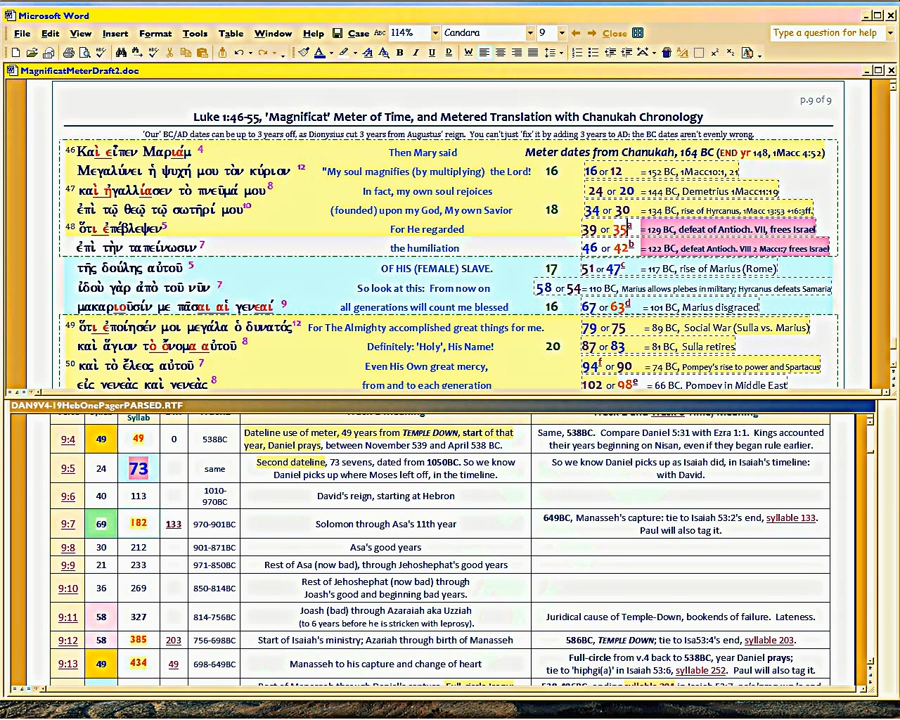 Microsoft Word
File Edit View Insert Format Tools Table Window Help Case 114% Candara 9 Close Type a question for help
MagnificatMeterDraft2.doc
p.9 of 9
Luke 1:46-55, 'Magnificat' Meter of Time, and Metered Translation with Chanukah Chronology
'Our' BC/AD dates can be up to 3 years off, as Dionysius cut 3 years from Augustus' reign. You can't just 'fix' it by adding 3 years to AD: the BC dates aren't evenly wrong.
46 Καὶ εἶπεν Μαριάμ 4 Then Mary said Meter dates from Chanukah, 164 BC (END yr 148, 1Macc 4:52)
Μεγαλύνει ἡ ψυχή μου τὸν κύριον 12 "My soul magnifies (by multiplying) the Lord! 16 16 or 12 = 152 BC, 1Macc10:1, 21
47 καὶ ἠγαλλίασεν τὸ πνεῦμά μου 8 In fact, my own soul rejoices 24 or 20 = 144 BC, Demetrius 1Macc11:19
ἐπὶ τῷ θεῷ τῷ σωτῆρί μου 10 (founded) upon my God, My own Savior 18 34 or 30 = 134 BC, rise of Hyrcanus, 1Macc 13:53 +16:3ff.
48 ὅτι ἐπέβλεψεν 5 For He regarded 39 or 35 a = 129 BC, defeat of Antioch. VII, frees Israel
ἐπὶ τὴν ταπείνωσιν 7 the humiliation 46 or 42 b = 122 BC, defeat Antioch. VIII 2 Macc1:7 frees Israel
τῆς δούλης αὐτοῦ 5 OF HIS (FEMALE) SLAVE. 17 51 or 47 c = 117 BC, rise of Marius (Rome)
ἰδοὺ γὰρ ἀπὸ τοῦ νῦν 7 So look at this: From now on 58 or 54 = 110 BC, Marius allows plebes in military; Hyrcanus defeats Samaria
μακαριοῦσίν με πᾶσαι αἱ γενεαί 9 all generations will count me blessed 16 67 or 63 d = 101 BC, Marius disgraced
49 ὅτι ἐποίησέν μοι μεγάλα ὁ δυνατός 12 For The Almighty accomplished great things for me. 79 or 75 = 89 BC, Social War (Sulla vs. Marius)
καὶ ἅγιον τὸ ὄνομα αὐτοῦ 8 Definitely: 'Holy', His Name! 20 87 or 83 = 81 BC, Sulla retires
50 καὶ τὸ ἔλεος αὐτοῦ 7 Even His Own great mercy, 94 f or 90 = 74 BC, Pompey's rise to power and Spartacus
εἰς γενεὰς καὶ γενεὰς 8 from and to each generation 102 or 98 e = 66 BC, Pompey in Middle East
DAN9V4-19HebOnePagerPARSED.RTF
Syllab
9:4 49 49 0 538BC Dateline use of meter, 49 years from TEMPLE DOWN, start of that year, Daniel prays, between November 539 and April 538 BC. Same, 538BC. Compare Daniel 5:31 with Ezra 1:1. Kings accounted their years beginning on Nisan, even if they began rule earlier.
9:5 24 73 same Second dateline, 73 sevens, dated from 1050BC. So we know Daniel picks up where Moses left off, in the timeline. So we know Daniel picks up as Isaiah did, in Isaiah's timeline: with David.
9:6 40 113 1010-970BC David's reign, starting at Hebron
9:7 69 182 133 970-901BC Solomon through Asa's 11th year 649BC, Manasseh's capture: tie to Isaiah 53:2's end, syllable 133. Paul will also tag it.
9:8 30 212 901-871BC Asa's good years
9:9 21 233 971-850BC Rest of Asa (now bad), through Jehoshephat's good years
9:10 36 269 850-814BC Rest of Jehoshephat (now bad) through Joash's good and beginning bad years.
9:11 58 327 814-756BC Joash (bad) through Azaraiah aka Uzziah (to 6 years before he is stricken with leprosy). Juridical cause of Temple-Down, bookends of failure. Lateness.
9:12 58 385 203 756-698BC Start of Isaiah's ministry; Azariah through birth of Manasseh 586BC, TEMPLE DOWN; tie to Isa53:4's end, syllable 203.
9:13 49 434 49 698-649BC Manasseh to his capture and change of heart Full-circle from v.4 back to 538BC, year Daniel prays; tie to 'hiphgi(a)' in Isaiah 53:6, syllable 252. Paul will also tag it.